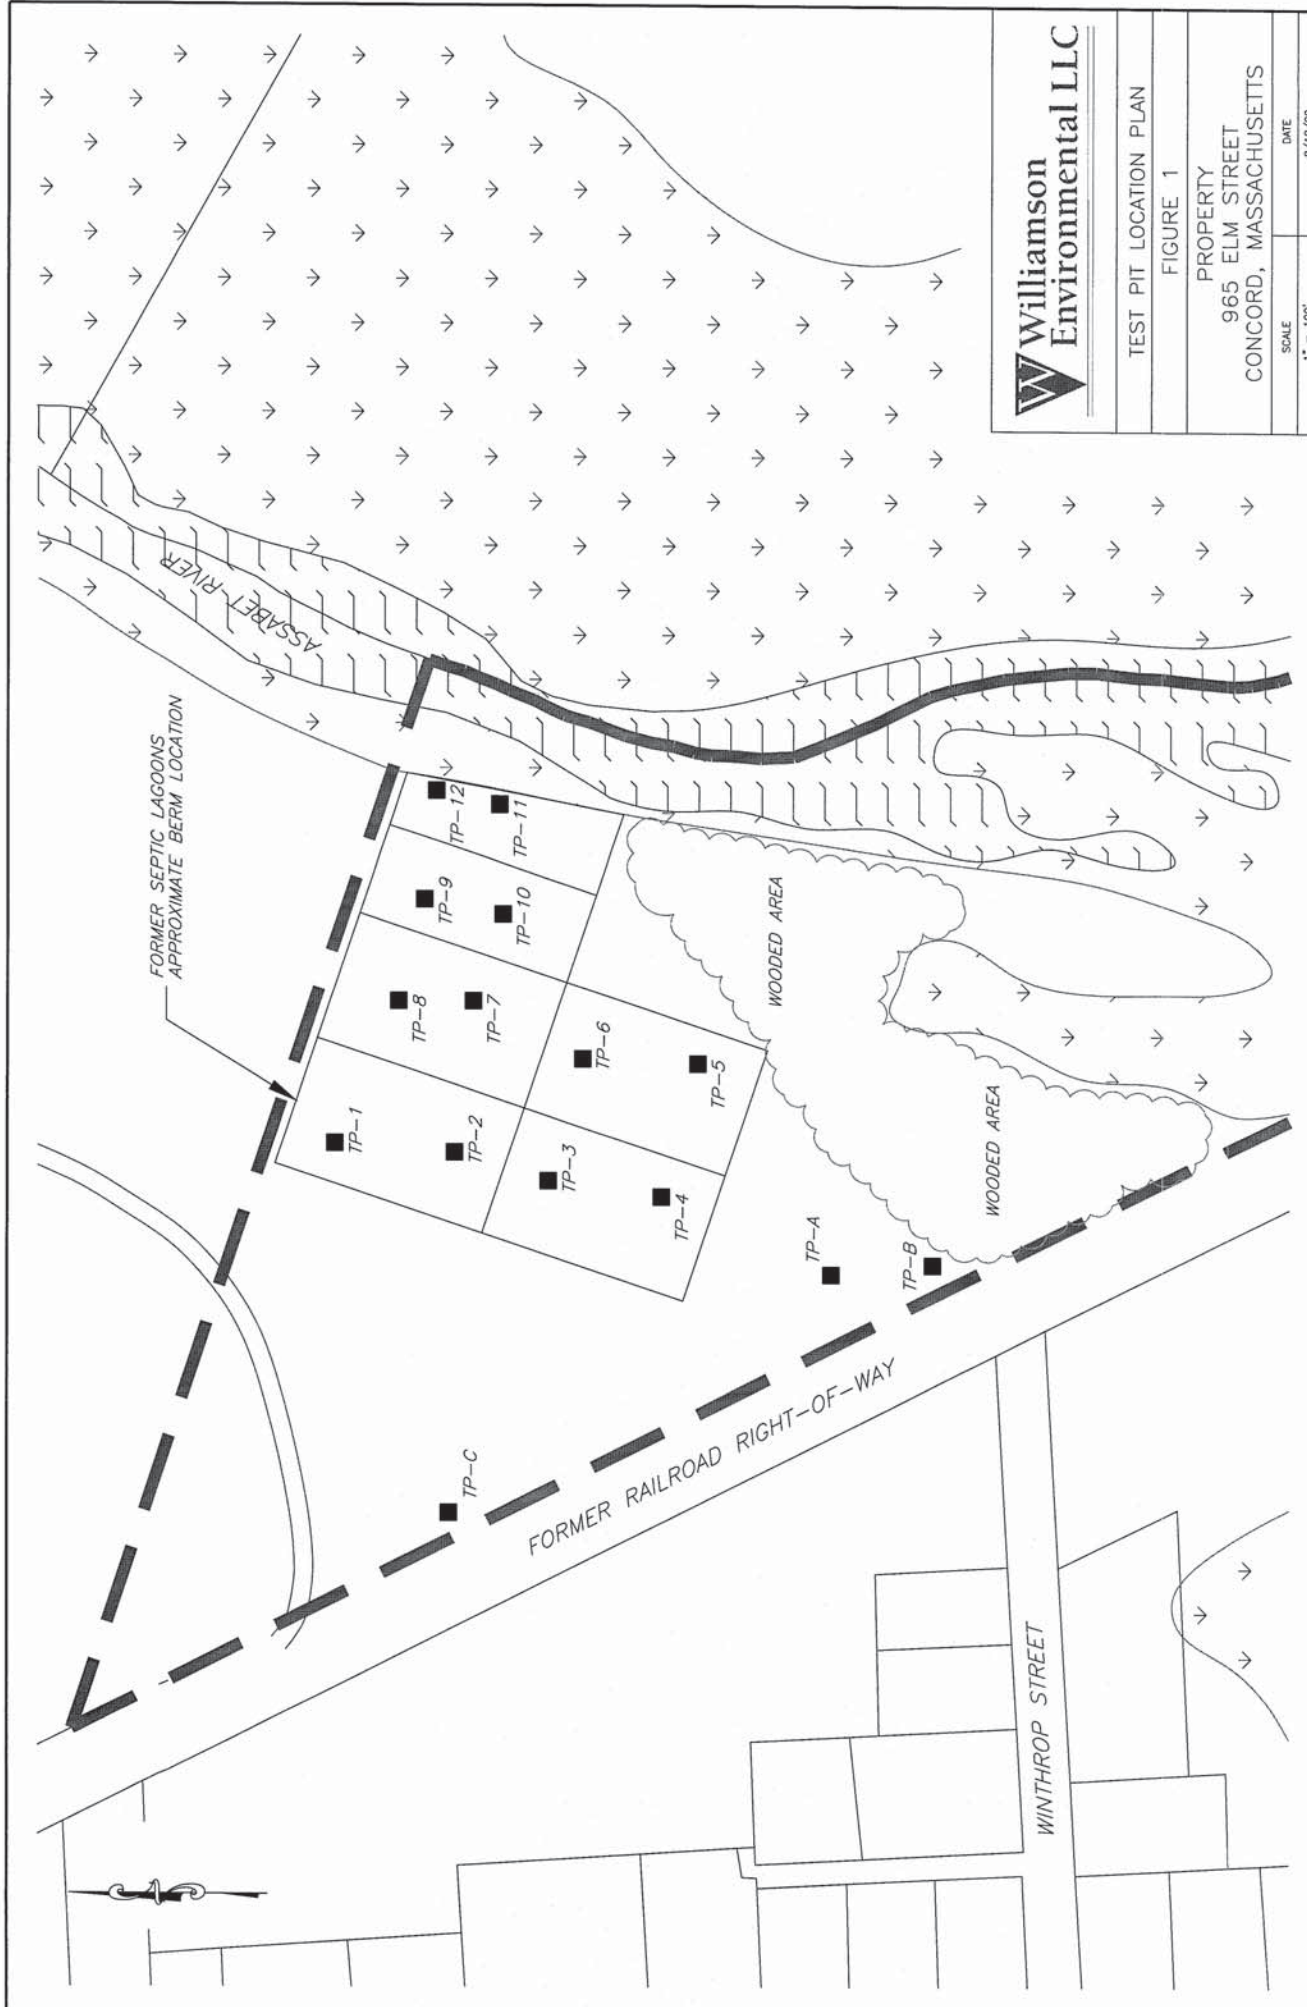 FORMER SEPTIC LAGOONS
APPROXIMATE BERM LOCATION
ASSABET RIVER
TP-1
TP-2
TP-3
TP-4
TP-5
TP-6
TP-7
TP-8
TP-9
TP-10
TP-11
TP-12
TP-A
TP-B
TP-C
WOODED AREA
WOODED AREA
FORMER RAILROAD RIGHT-OF-WAY
WINTHROP STREET
W
Williamson
Environmental LLC
TEST PIT LOCATION PLAN
FIGURE 1
PROPERTY
965 ELM STREET
CONCORD, MASSACHUSETTS
SCALE
DATE